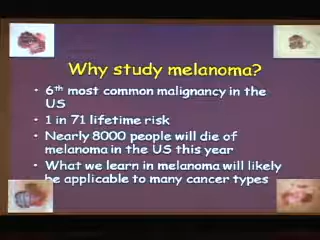 Why study melanoma?
• 6th most common malignancy in the
US
• 1 in 71 lifetime risk
• Nearly 8000 people will die of
melanoma in the US this year
• What we learn in melanoma will likely
be applicable to many cancer types